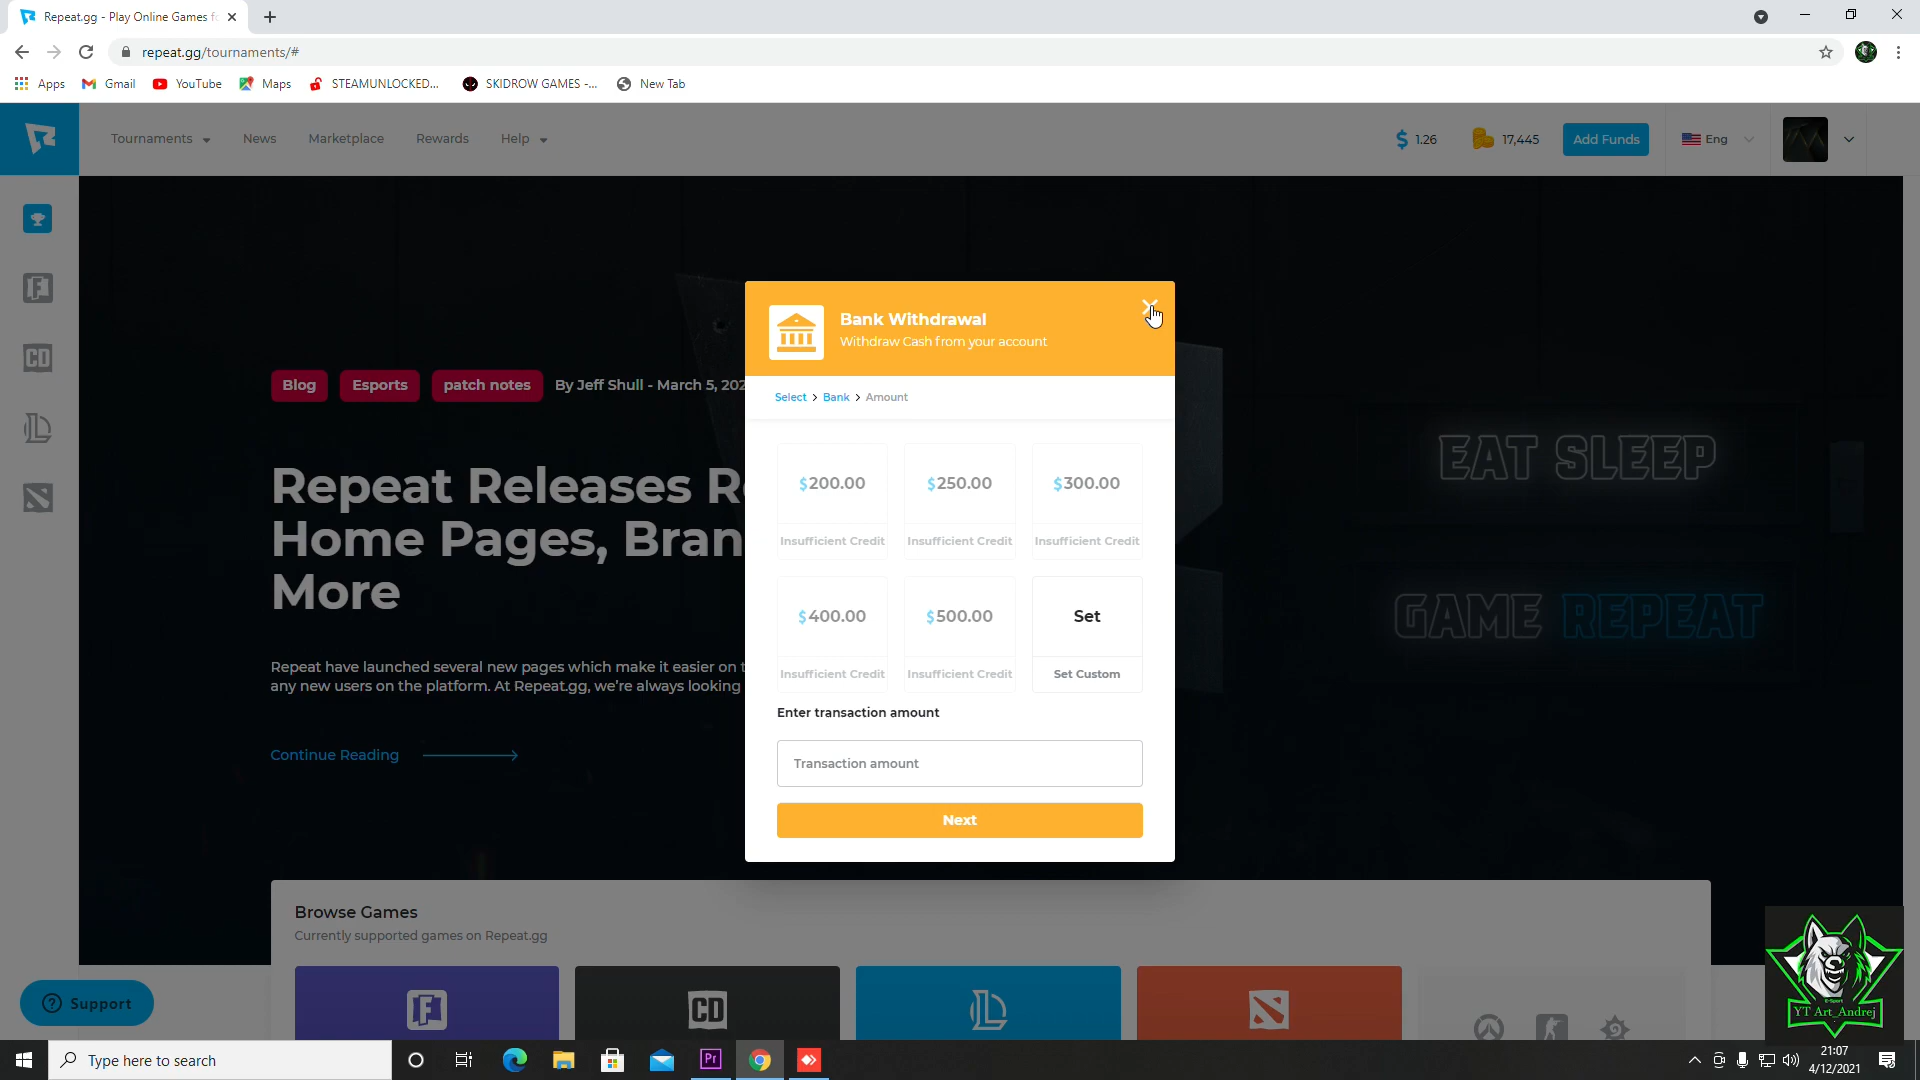 Repeat.gg - Play Online Games f
repeat.gg/tournaments/#
Apps
Gmail
YouTube
Maps
STEAMUNLOCKED...
SKIDROW GAMES -...
New Tab
Tournaments
News
Marketplace
Rewards
Help
$ 1.26
17,445
Add Funds
Eng
Bank Withdrawal
Withdraw Cash from your account
Select > Bank > Amount
$200.00
$250.00
$300.00
Insufficient Credit
Insufficient Credit
Insufficient Credit
$400.00
$500.00
Set
Insufficient Credit
Insufficient Credit
Set Custom
Enter transaction amount
Transaction amount
Next
Blog
Esports
patch notes
By Jeff Shull - March 5, 202
Repeat Releases R
Home Pages, Bran
More
Repeat have launched several new pages which make it easier on
any new users on the platform. At Repeat.gg, we're always looking
Continue Reading
EAT SLEEP
GAME REPEAT
Browse Games
Currently supported games on Repeat.gg
CD
CD
Support
E-Sport
YT Art_Andrej
Type here to search
Pr
21:07
4/12/2021